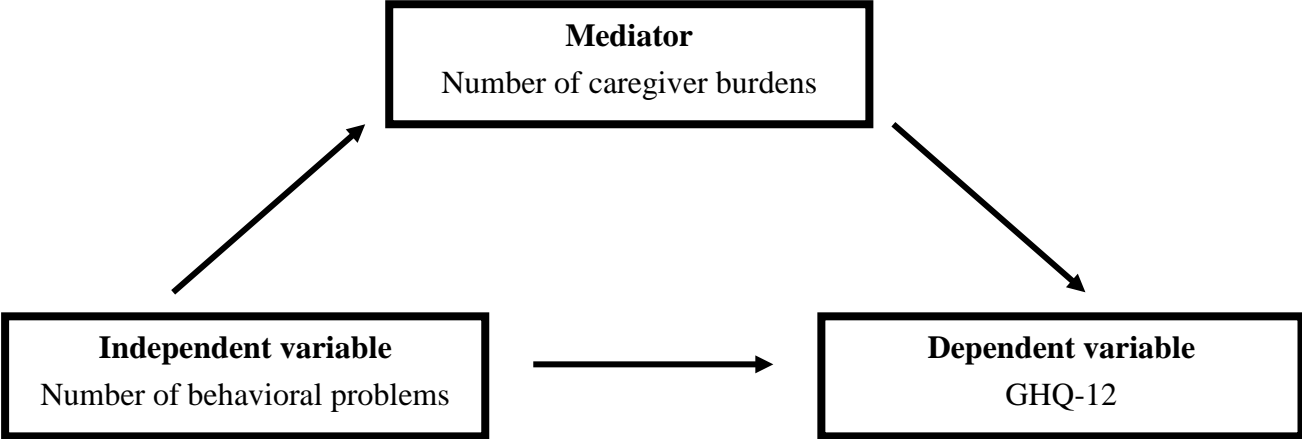 Mediator
Number of caregiver burdens
Independent variable
Number of behavioral problems
Dependent variable
GHQ-12